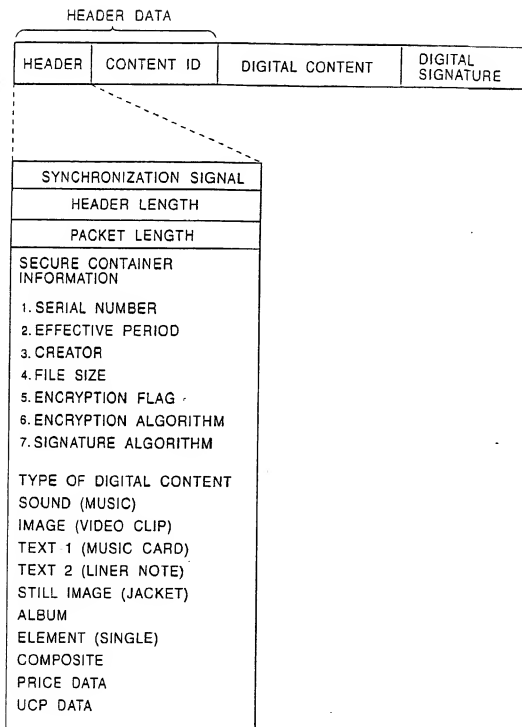 HEADER DATA
HEADER
CONTENT ID
DIGITAL CONTENT
DIGITAL
SIGNATURE
SYNCHRONIZATION SIGNAL
HEADER LENGTH
PACKET LENGTH
SECURE CONTAINER
INFORMATION
1. SERIAL NUMBER
2. EFFECTIVE PERIOD
3. CREATOR
4. FILE SIZE
5. ENCRYPTION FLAG
6. ENCRYPTION ALGORITHM
7. SIGNATURE ALGORITHM
TYPE OF DIGITAL CONTENT
SOUND (MUSIC)
IMAGE (VIDEO CLIP)
TEXT 1 (MUSIC CARD)
TEXT 2 (LINER NOTE)
STILL IMAGE (JACKET)
ALBUM
ELEMENT (SINGLE)
COMPOSITE
PRICE DATA
UCP DATA